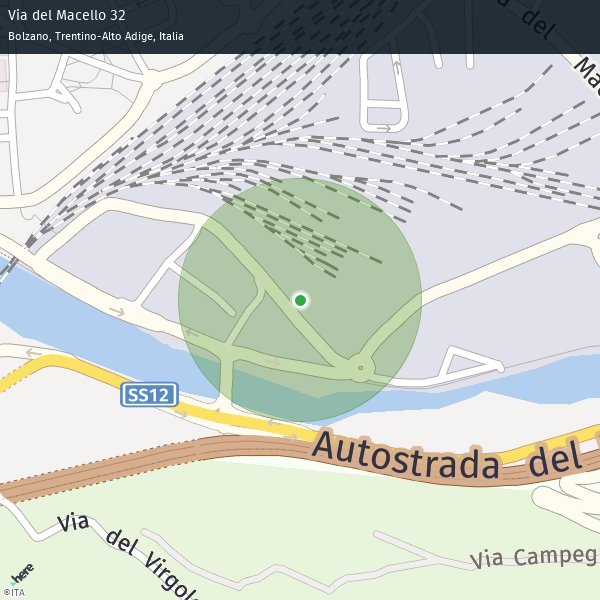 Via del Macello 32
Bolzano, Trentino-Alto Adige, Italia
del
Ma
SS12
Autostrada del
Via del Virgolo
Via Campeg
here
©ITA